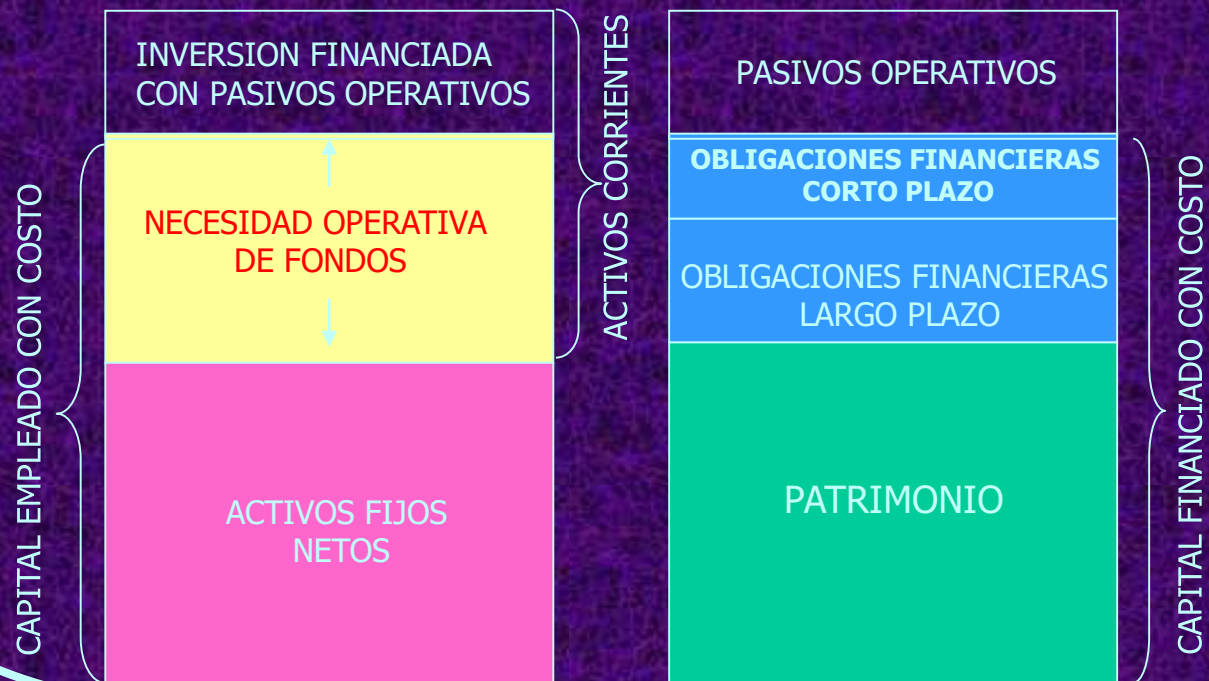 INVERSION FINANCIADA
CON PASIVOS OPERATIVOS
NECESIDAD OPERATIVA
DE FONDOS
ACTIVOS FIJOS
NETOS
CAPITAL EMPLEADO CON COSTO
ACTIVOS CORRIENTES
PASIVOS OPERATIVOS
OBLIGACIONES FINANCIERAS
CORTO PLAZO
OBLIGACIONES FINANCIERAS
LARGO PLAZO
PATRIMONIO
CAPITAL FINANCIADO CON COSTO